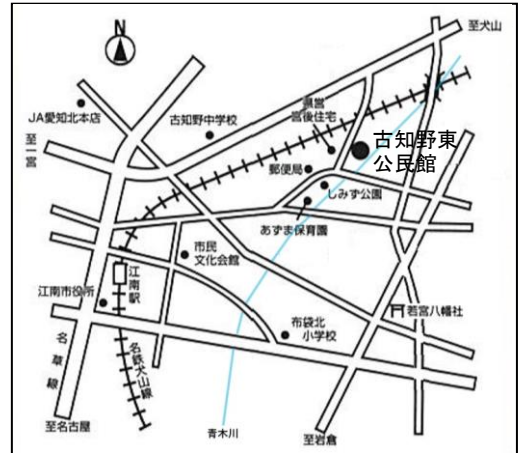 N
至犬山
JA愛知北本店
古知野中学校
県営
宮後住宅
至一宮
古知野東
公民館
郵便局
しみず公園
あずま保育園
市民
文化会館
江南駅
江南市役所
若宮八幡社
布袋北
小学校
名草線
名鉄犬山線
至名古屋
青木川
至岩倉